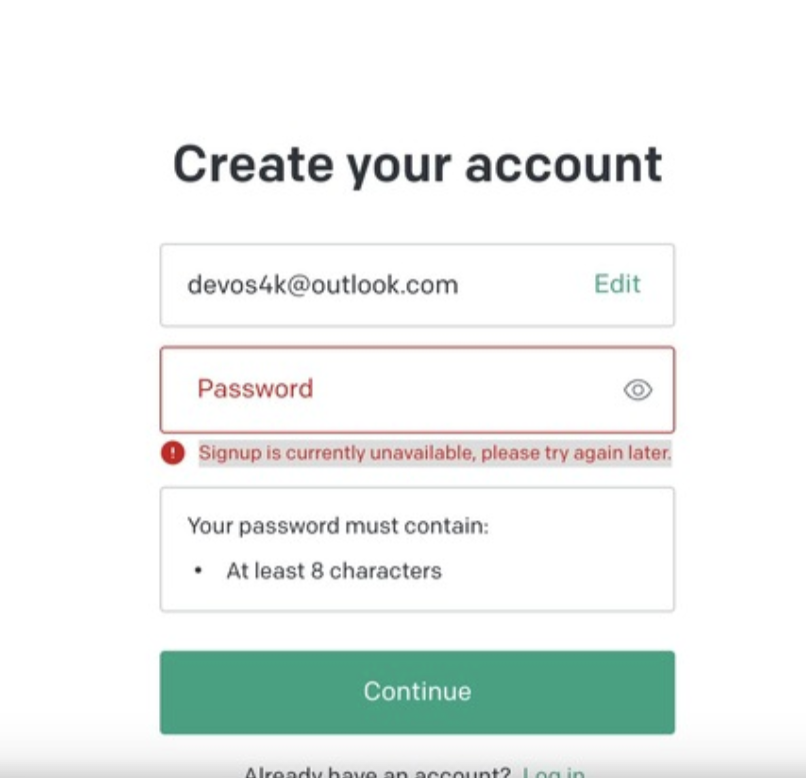 Create your account
devos4k@outlook.com Edit
Password
Signup is currently unavailable, please try again later.
Your password must contain:
• At least 8 characters
Continue
Already have an account? Log in